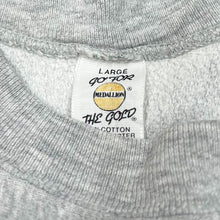 LARGE
GO FOR
MEDALLION ®
THE GOLD®
COTTON